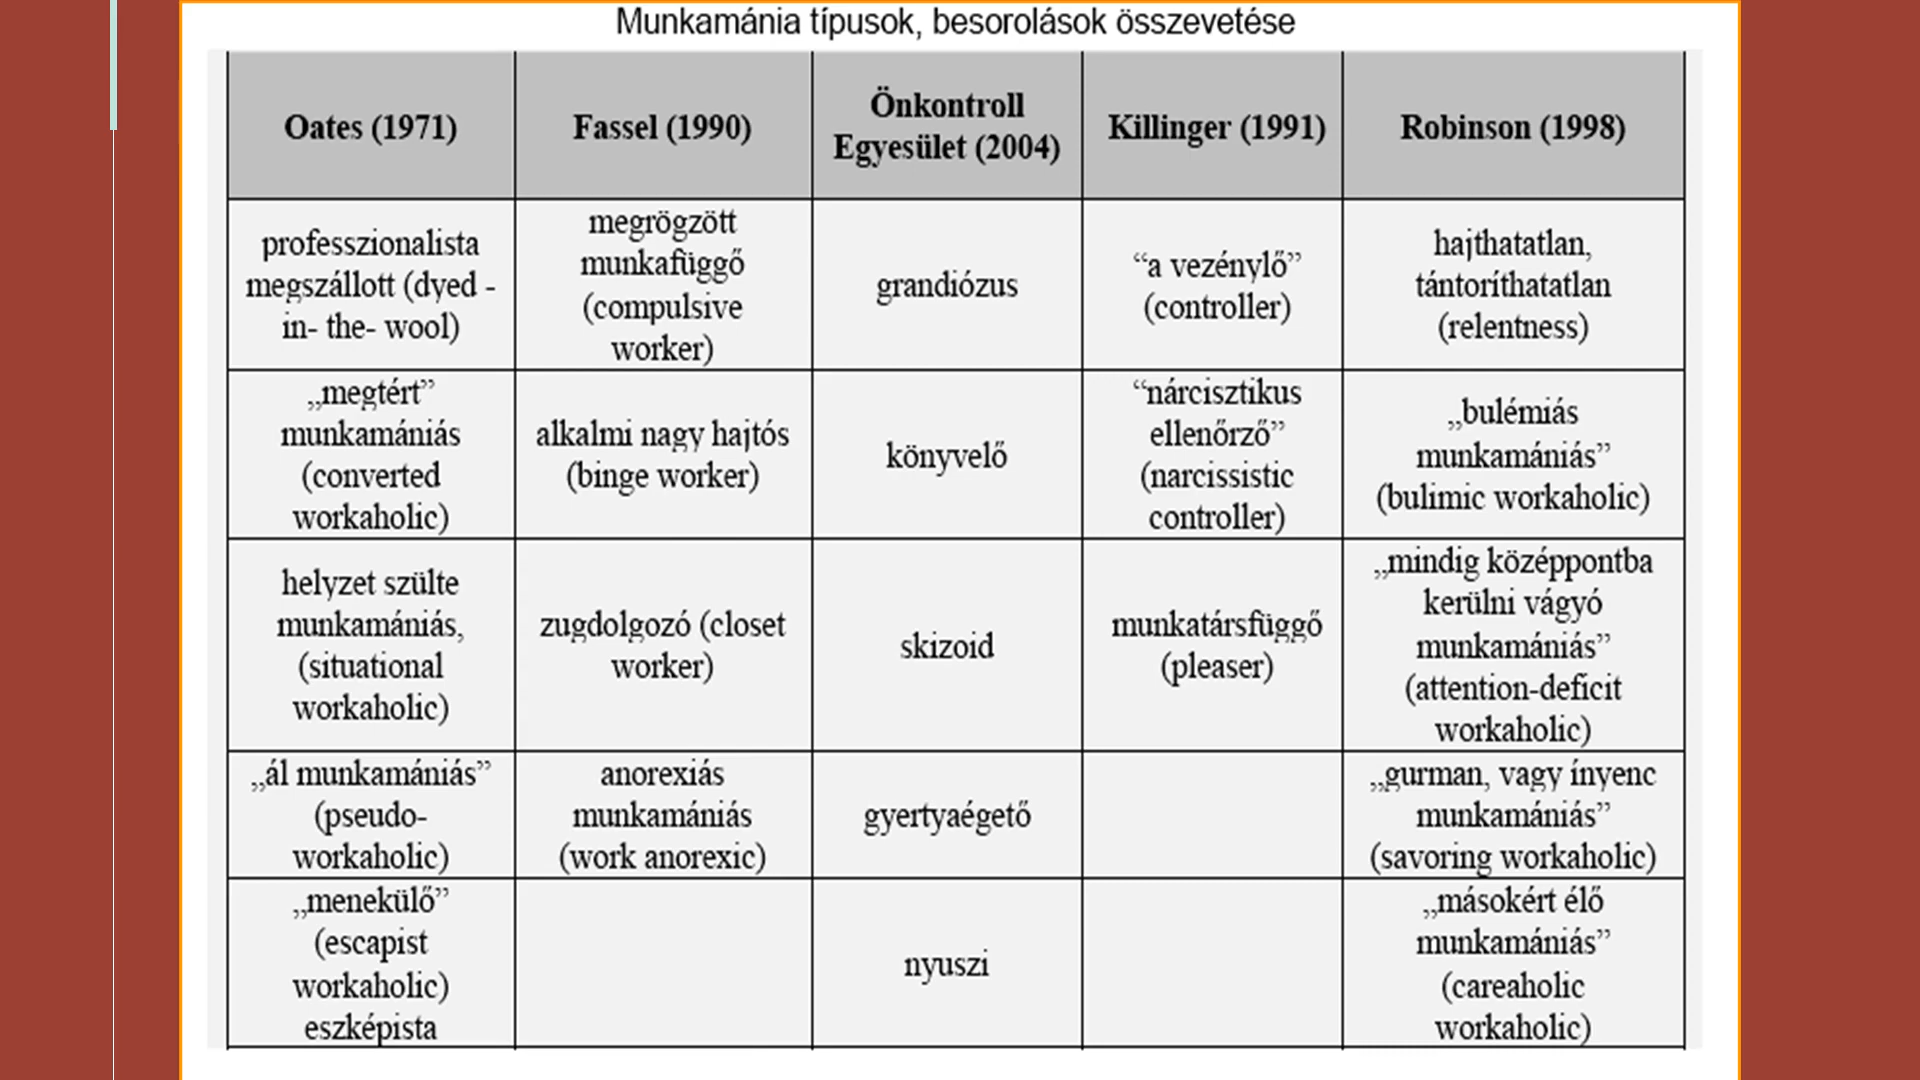 Munkamánia típusok, besorolások összevetése
Oates (1971)
Fassel (1990)
Önkontroll
Egyesület (2004)
Killinger (1991)
Robinson (1998)
professzionalista
megszállott (dyed -
in- the- wool)
megrögzött
munkafüggő
(compulsive
worker)
grandiózus
“a vezénylő”
(controller)
hajthatatlan,
tántoríthatatlan
(relentness)
„megtért”
munkamániás
(converted
workaholic)
alkalmi nagy hajtós
(binge worker)
könyvelő
“nárcisztikus
ellenőrző”
(narcissistic
controller)
„bulémiás
munkamániás”
(bulimic workaholic)
helyzet szülte
munkamániás,
(situational
workaholic)
zugdolgozó (closet
worker)
skizoid
munkatársfüggő
(pleaser)
„mindig középpontba
kerülni vágyó
munkamániás”
(attention-deficit
workaholic)
„ál munkamániás”
(pseudo-
workaholic)
anorexiás
munkamániás
(work anorexic)
gyertyaégető
„gurman, vagy ínyenc
munkamániás”
(savoring workaholic)
„menekülő”
(escapist
workaholic)
eszképista
nyuszi
„másokért élő
munkamániás”
(careaholic
workaholic)